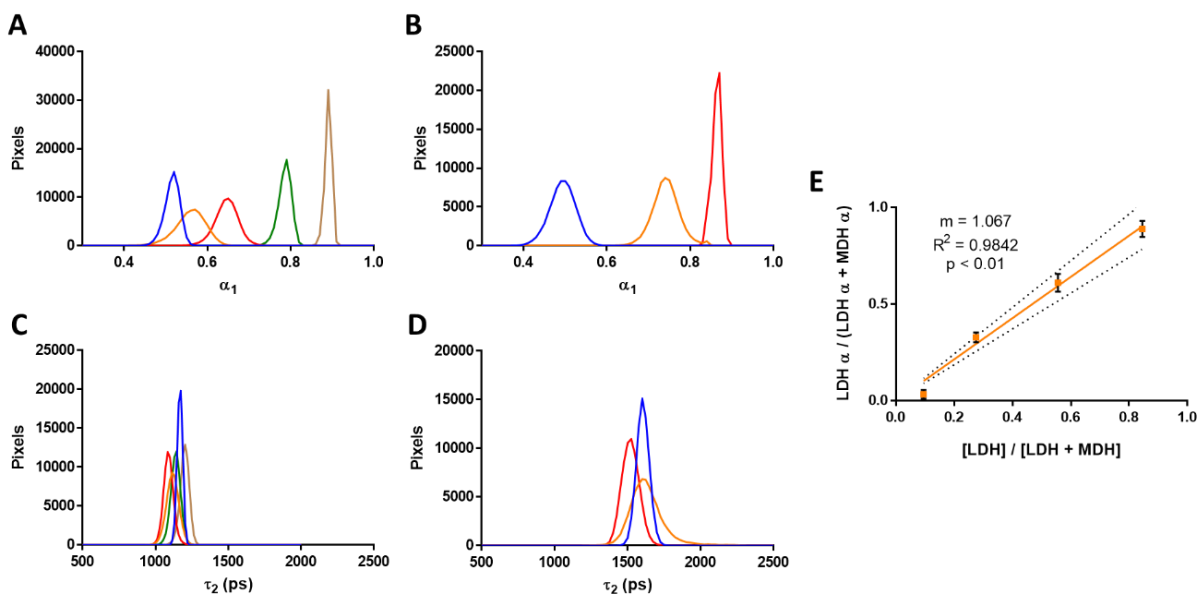 A
40000
30000
20000
10000
0
Pixels
0.4
0.6
0.8
1.0
α1
B
25000
20000
15000
10000
5000
0
Pixels
0.4
0.6
0.8
1.0
α1
C
25000
20000
15000
10000
5000
0
Pixels
500
1000
1500
2000
2500
τ2 (ps)
D
20000
15000
10000
5000
0
Pixels
500
1000
1500
2000
2500
τ2 (ps)
E
1.0
0.5
0.0
LDH α / (LDH α + MDH α)
m = 1.067
R2 = 0.9842
p < 0.01
0.0
0.2
0.4
0.6
0.8
1.0
[LDH] / [LDH + MDH]